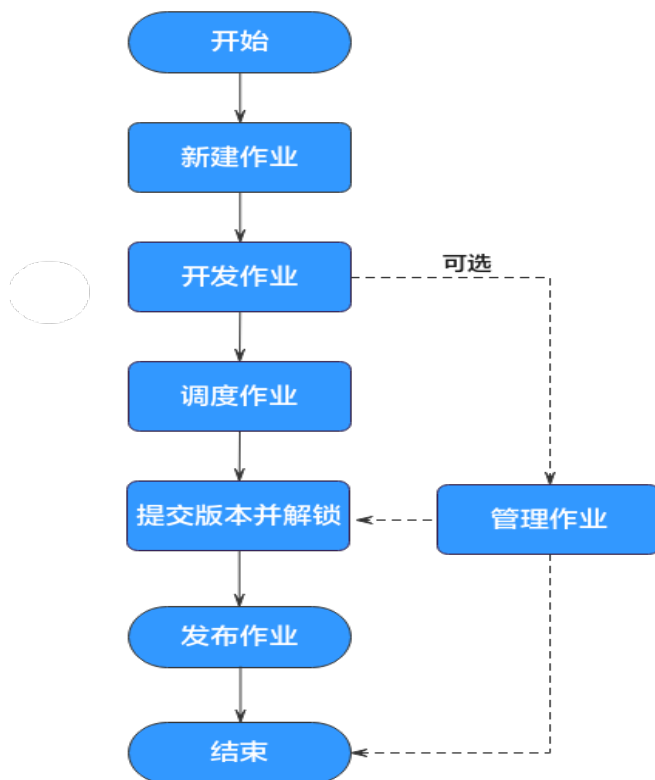 开始
新建作业
开发作业
可选
调度作业
提交版本并解锁
管理作业
发布作业
结束